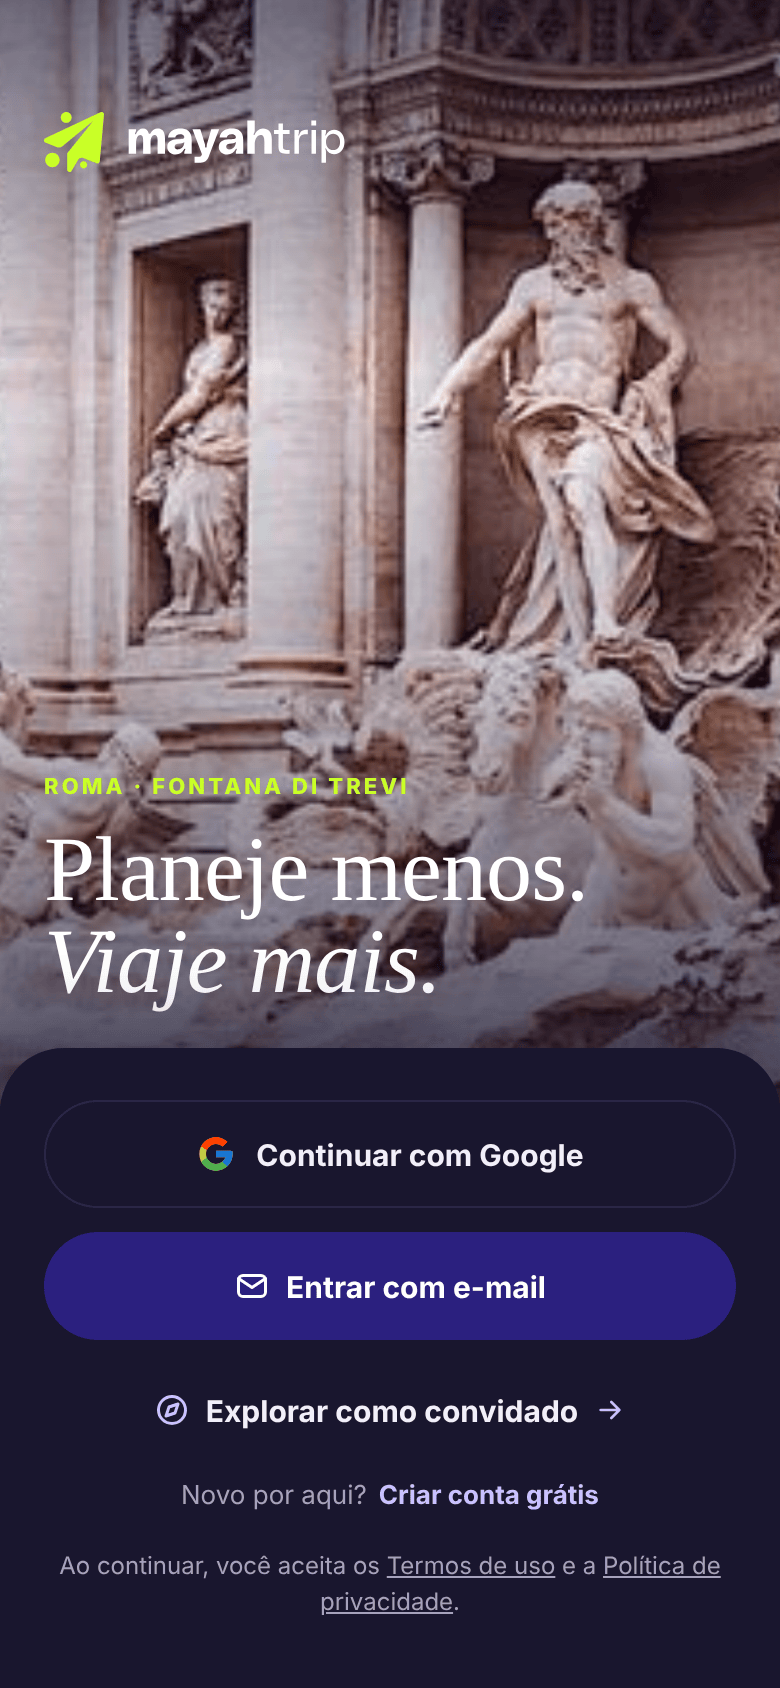 mayahtrip
ROMA · FONTANA DI TREVI
Planeje menos.
Viaje mais.
Continuar com Google
Entrar com e-mail
Explorar como convidado →
Novo por aqui? Criar conta grátis
Ao continuar, você aceita os Termos de uso e a Política de
privacidade.